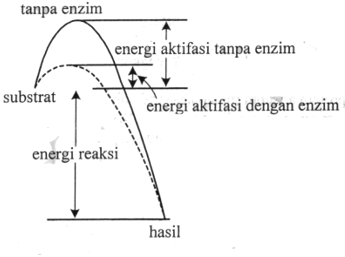 tanpa enzim
energi aktifasi tanpa enzim
substrat
energi aktifasi dengan enzim
energi reaksi
hasil